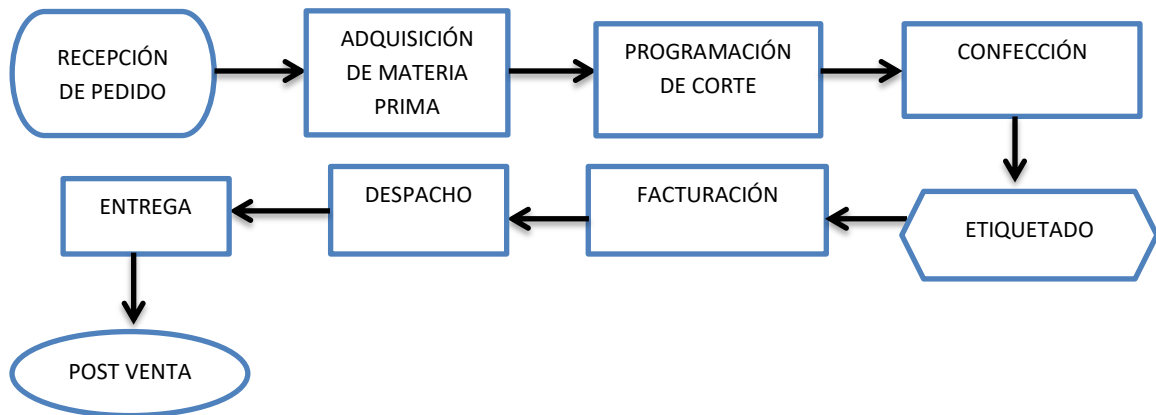 RECEPCIÓN
DE PEDIDO
ADQUISICIÓN
DE MATERIA
PRIMA
PROGRAMACIÓN
DE CORTE
CONFECCIÓN
ETIQUETADO
FACTURACIÓN
DESPACHO
ENTREGA
POST VENTA